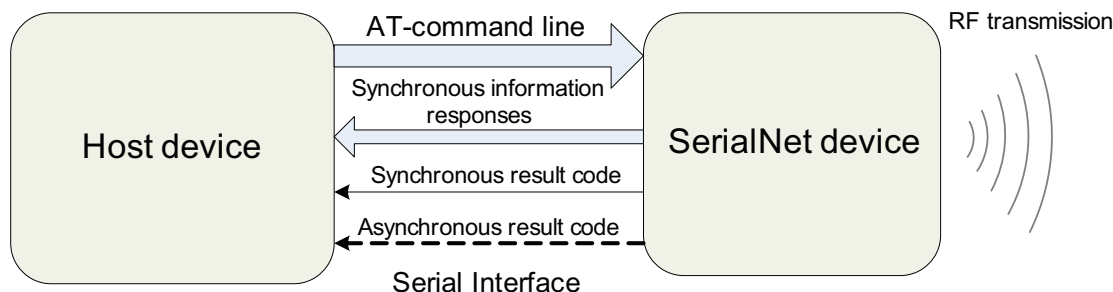 AT-command line
RF transmission
Synchronous information
responses
Host device
SerialNet device
Synchronous result code
Asynchronous result code
Serial Interface